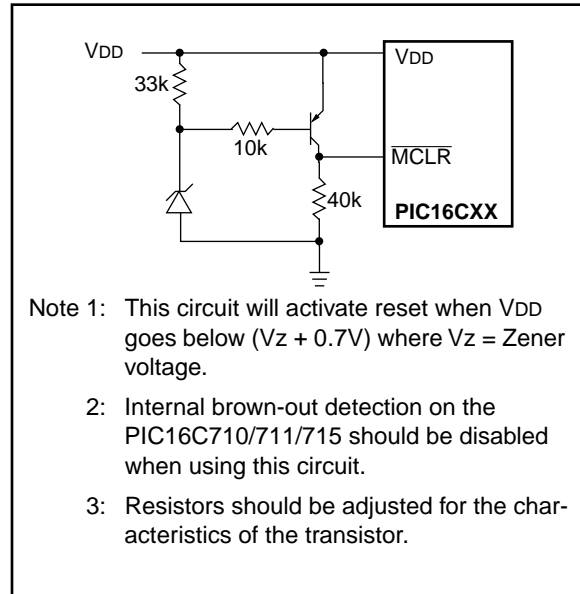 VDD
VDD
33k
10k
MCLR
40k
PIC16CXX
Note 1: This circuit will activate reset when VDD
goes below (Vz + 0.7V) where Vz = Zener
voltage.
2: Internal brown-out detection on the
PIC16C710/711/715 should be disabled
when using this circuit.
3: Resistors should be adjusted for the char-
acteristics of the transistor.